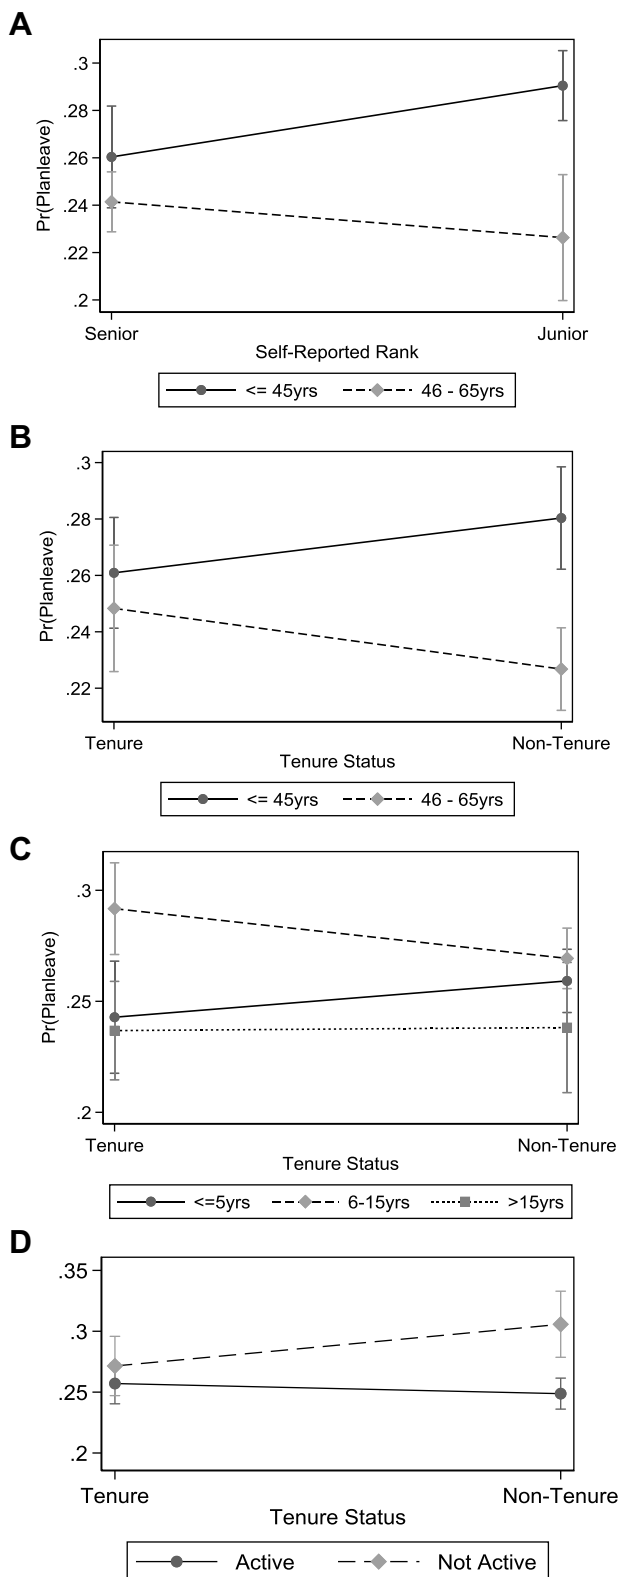 A
Pr(Planleave)
.3
.28
.26
.24
.22
.2
Senior Junior
Self-Reported Rank
<= 45yrs 46 - 65yrs
B
Pr(Planleave)
.3
.28
.26
.24
.22
Tenure Non-Tenure
Tenure Status
<= 45yrs 46 - 65yrs
C
Pr(Planleave)
.3
.25
.2
Tenure Non-Tenure
Tenure Status
<=5yrs 6-15yrs >15yrs
D
.35
.3
.25
.2
Tenure Non-Tenure
Tenure Status
Active Not Active